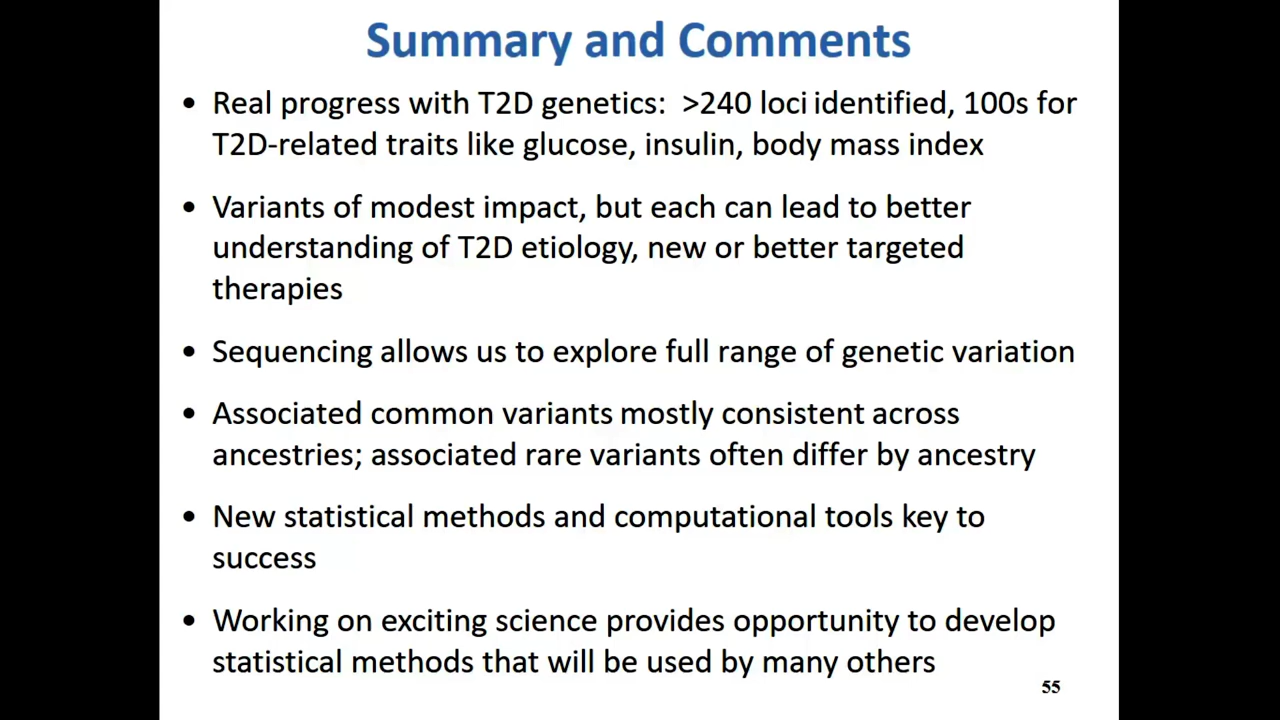 Summary and Comments
• Real progress with T2D genetics: >240 loci identified, 100s for
T2D-related traits like glucose, insulin, body mass index
• Variants of modest impact, but each can lead to better
understanding of T2D etiology, new or better targeted
therapies
• Sequencing allows us to explore full range of genetic variation
• Associated common variants mostly consistent across
ancestries; associated rare variants often differ by ancestry
• New statistical methods and computational tools key to
success
• Working on exciting science provides opportunity to develop
statistical methods that will be used by many others
55